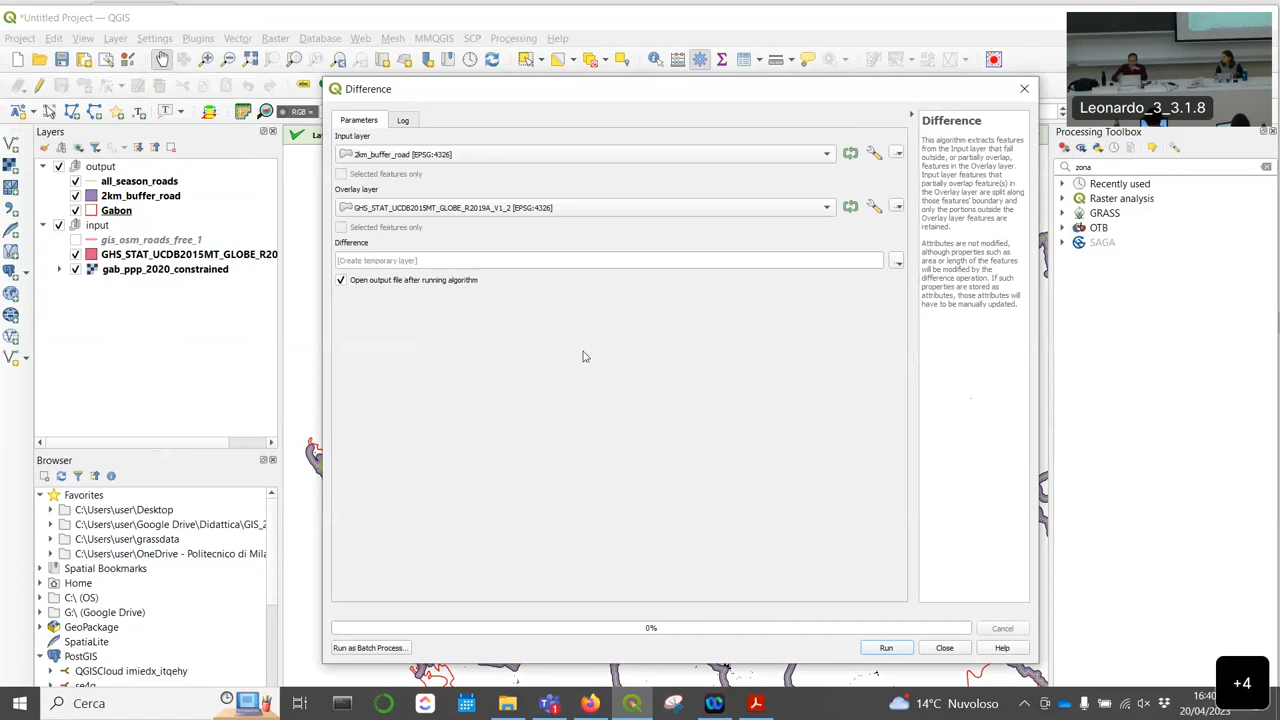 *Untitled Project — QGIS
Project Edit View Layer Settings Plugins Vector Raster Database Web Mesh MMQGIS SCP Processing Help
Leonardo_3_3.1.8
RGB =
Layers
output
all_season_roads
2km_buffer_road
Gabon
input
gis_osm_roads_free_1
GHS_STAT_UCDB2015MT_GLOBE_R20
gab_ppp_2020_constrained
Difference
Parameters Log
Input layer
2km_buffer_road [EPSG:4326]
Selected features only
Overlay layer
GHS_STAT_UCDB2015MT_GLOBE_R2019A_V1_2 [EPSG:4326]
Selected features only
Difference
[Create temporary layer]
Open output file after running algorithm
0%
Cancel
Run as Batch Process...
Run
Close
Help
Difference
This algorithm extracts features
from the Input layer that fall
outside, or partially overlap,
features in the Overlay layer.
Input layer features that
partially overlap feature(s) in
the Overlay layer are split along
those features' boundary and
only the portions outside the
Overlay layer features are
retained.
Attributes are not modified,
although properties such as
area or length of the features
will be modified by the
difference operation. If such
properties are stored as
attributes, those attributes will
have to be manually updated.
Processing Toolbox
zona
Recently used
Raster analysis
GRASS
OTB
SAGA
Browser
Favorites
C:\Users\user\Desktop
C:\Users\user\Google Drive\Didattica\GIS_2
C:\Users\user\grassdata
C:\Users\user\OneDrive - Politecnico di Mila
Spatial Bookmarks
Home
C:\ (OS)
G:\ (Google Drive)
GeoPackage
SpatiaLite
PostGIS
QGISCloud imiedx_itqehy
Cerca
14°C Nuvoloso
16:40
20/04/2023
+4